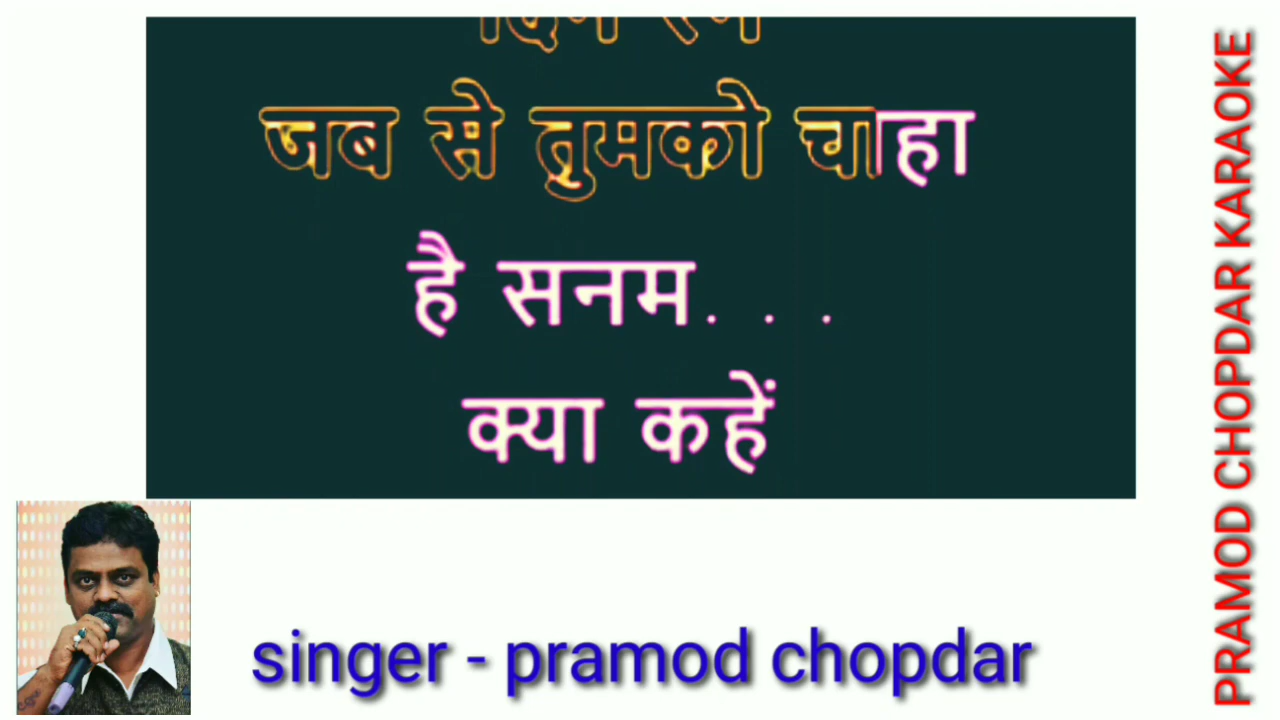 जब से तुमको चाहा
है सनम. . .
क्या कहें
singer - pramod chopdar
PRAMOD CHOPDAR KARAOKE